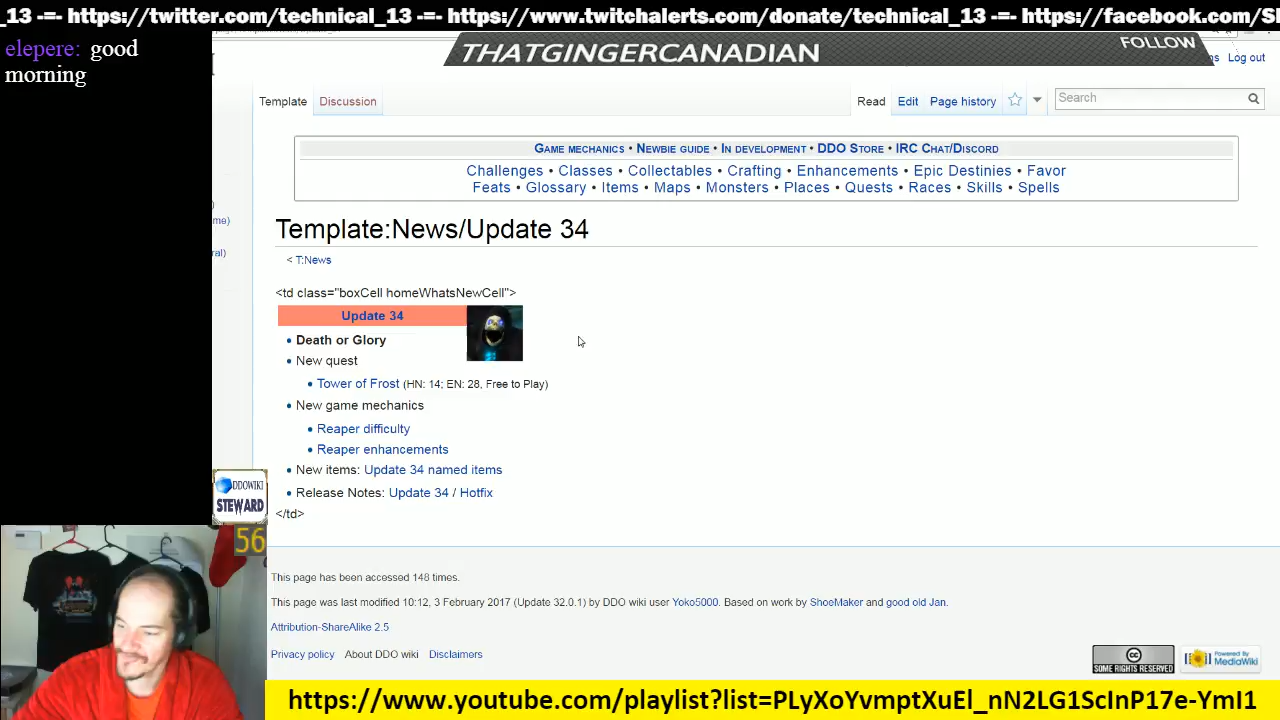 _13 -=- https://twitter.com/technical_13 -=- https://www.twitchalerts.com/donate/technical_13 -=- https://facebook.com/S
elepere: good
morning
THATGINGERCANADIAN
FOLLOW
Log out
Template
Discussion
Read
Edit
Page history
Search
Game mechanics • Newbie guide • In development • DDO Store • IRC Chat/Discord
Challenges • Classes • Collectables • Crafting • Enhancements • Epic Destinies • Favor
Feats • Glossary • Items • Maps • Monsters • Places • Quests • Races • Skills • Spells
Template:News/Update 34
< T:News
me)
ral)
<td class="boxCell homeWhatsNewCell">
Update 34
• Death or Glory
• New quest
• Tower of Frost (HN: 14; EN: 28, Free to Play)
• New game mechanics
• Reaper difficulty
• Reaper enhancements
• New items: Update 34 named items
• Release Notes: Update 34 / Hotfix
</td>
DDOWIKI
STEWARD
56
This page has been accessed 148 times.
This page was last modified 10:12, 3 February 2017 (Update 32.0.1) by DDO wiki user Yoko5000. Based on work by ShoeMaker and good old Jan.
Attribution-ShareAlike 2.5
Privacy policy
About DDO wiki
Disclaimers
CC
SOME RIGHTS RESERVED
Powered By
MediaWiki
https://www.youtube.com/playlist?list=PLyXoYvmptXuEl_nN2LG1ScInP17e-YmI1